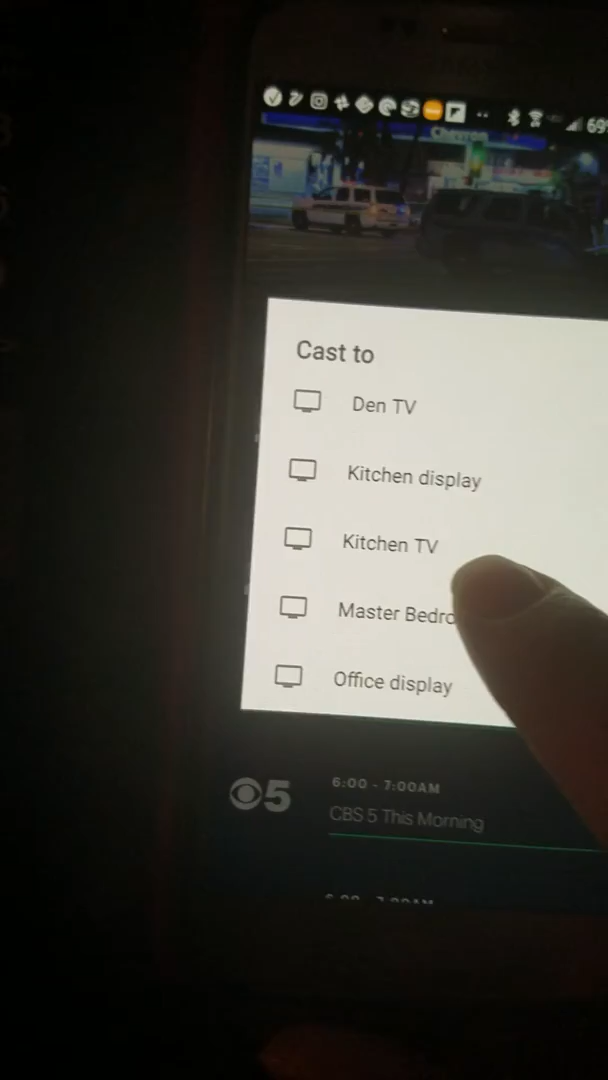 69%
Chevron
Cast to
Den TV
Kitchen display
Kitchen TV
Master Bedro
Office display
5
6:00 - 7:00AM
CBS 5 This Morning